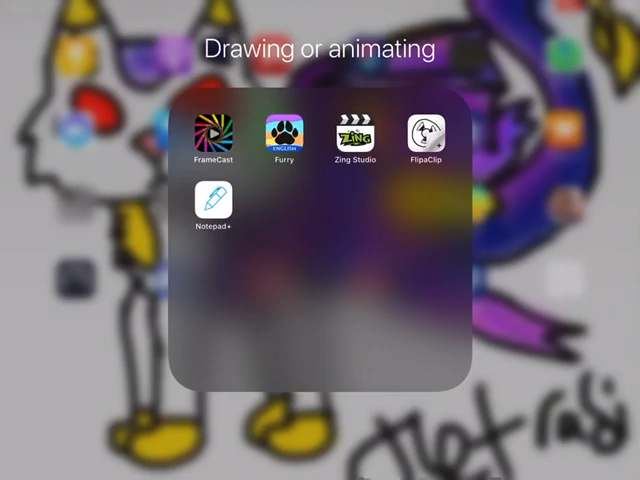 Drawing or animating
FrameCast
Furry
Zing Studio
FlipaClip
ZING
ENGLISH
Notepad+